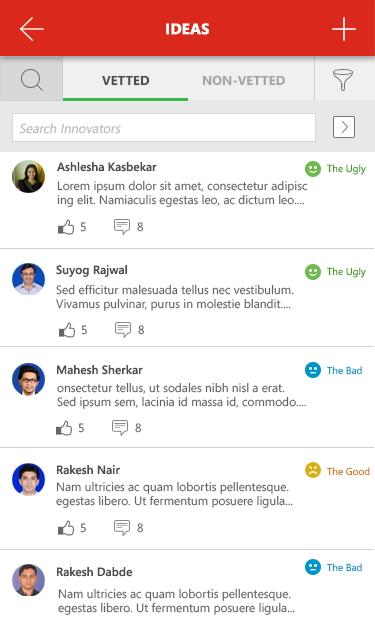 IDEAS
VETTED
NON-VETTED
Search Innovators
Ashlesha Kasbekar
The Ugly
Lorem ipsum dolor sit amet, consectetur adipisc
ing elit. Namiaculis egestas leo, ac dictum leo....
5
8
Suyog Rajwal
The Ugly
Sed efficitur malesuada tellus nec vestibulum.
Vivamus pulvinar, purus in molestie blandit....
5
8
Mahesh Sherkar
The Bad
onsectetur tellus, ut sodales nibh nisl a erat.
Sed ipsum sem, lacinia id massa id, commodo....
5
8
Rakesh Nair
The Good
Nam ultricies ac quam lobortis pellentesque.
egestas libero. Ut fermentum posuere ligula...
5
8
Rakesh Dabde
The Bad
Nam ultricies ac quam lobortis pellentesque.
egestas libero. Ut fermentum posuere ligula...